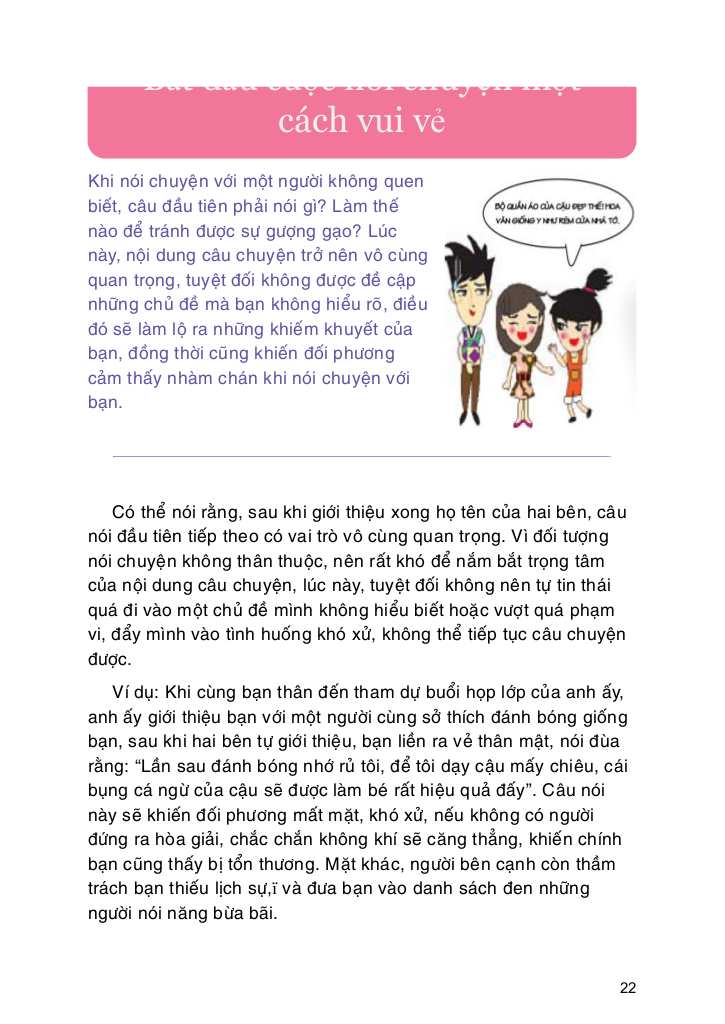 Bắt đầu cuộc nói chuyện một
cách vui vẻ
Khi nói chuyện với một người không quen
biết, câu đầu tiên phải nói gì? Làm thế
nào để tránh được sự gượng gạo? Lúc
này, nội dung câu chuyện trở nên vô cùng
quan trọng, tuyệt đối không được đề cập
những chủ đề mà bạn không hiểu rõ, điều
đó sẽ làm lộ ra những khiếm khuyết của
bạn, đồng thời cũng khiến đối phương
cảm thấy nhàm chán khi nói chuyện với
bạn.
BỘ QUẦN ÁO CỦA CẬU ĐẸP THẾ! HOA
VĂN GIỐNG Y NHƯ RÈM CỦA NHÀ TỚ.
Có thể nói rằng, sau khi giới thiệu xong họ tên của hai bên, câu
nói đầu tiên tiếp theo có vai trò vô cùng quan trọng. Vì đối tượng
nói chuyện không thân thuộc, nên rất khó để nắm bắt trọng tâm
của nội dung câu chuyện, lúc này, tuyệt đối không nên tự tin thái
quá đi vào một chủ đề mình không hiểu biết hoặc vượt quá phạm
vi, đẩy mình vào tình huống khó xử, không thể tiếp tục câu chuyện
được.
Ví dụ: Khi cùng bạn thân đến tham dự buổi họp lớp của anh ấy,
anh ấy giới thiệu bạn với một người cùng sở thích đánh bóng giống
bạn, sau khi hai bên tự giới thiệu, bạn liền ra vẻ thân mật, nói đùa
rằng: “Lần sau đánh bóng nhớ rủ tôi, để tôi dạy cậu mấy chiêu, cái
bụng cá ngừ của cậu sẽ được làm bé rất hiệu quả đấy”. Câu nói
này sẽ khiến đối phương mất mặt, khó xử, nếu không có người
đứng ra hòa giải, chắc chắn không khí sẽ căng thẳng, khiến chính
bạn cũng thấy bị tổn thương. Mặt khác, người bên cạnh còn thầm
trách bạn thiếu lịch sự,ï và đưa bạn vào danh sách đen những
người nói năng bừa bãi.
22